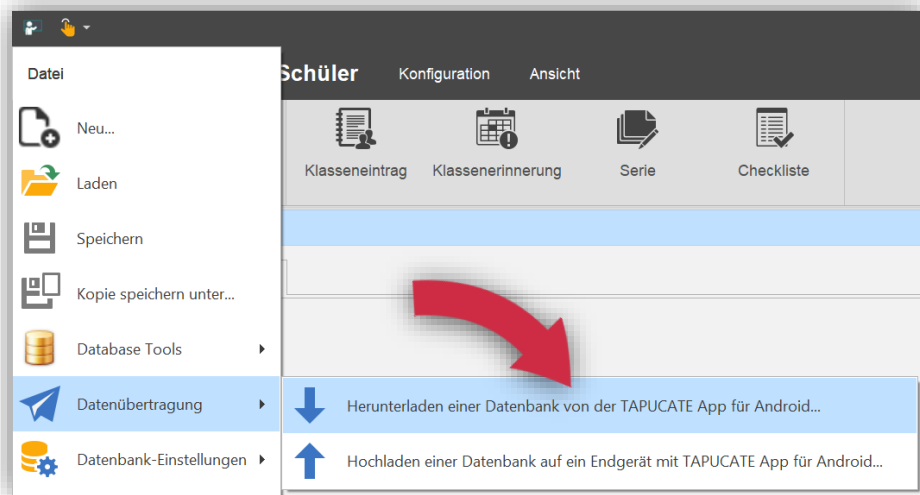 Datei
Schüler
Konfiguration
Ansicht
Neu...
Laden
Speichern
Kopie speichern unter...
Database Tools
Datenübertragung
Datenbank-Einstellungen
Klasseneintrag
Klassenerinnerung
Serie
Checkliste
Herunterladen einer Datenbank von der TAPUCATE App für Android...
Hochladen einer Datenbank auf ein Endgerät mit TAPUCATE App für Android...